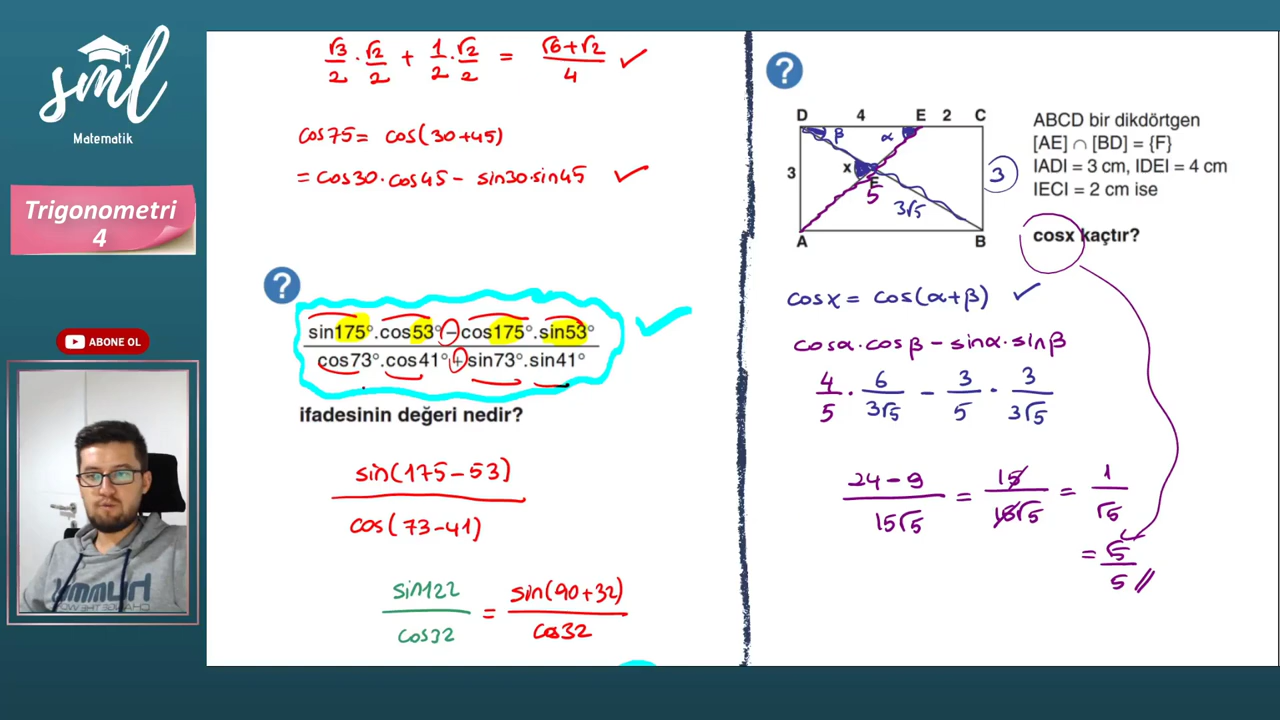 sml
Matematik
Trigonometri
4
ABONE OL
√3/2 · √2/2 + 1/2 · √2/2 = √6+√2/4 ✓
cos75 = cos(30+45)
= cos30 · cos45 − sin30 · sin45 ✓
?
sin175°.cos53° − cos175°.sin53°
cos73°.cos41° + sin73°.sin41°
ifadesinin değeri nedir?
sin(175−53)
cos(73−41)
sin122/cos32 = sin(90+32)/cos32
?
D 4 E 2 C
β α
3 x F 5 3√5 3
A B
ABCD bir dikdörtgen
[AE] ∩ [BD] = {F}
IADI = 3 cm, IDEI = 4 cm
IECI = 2 cm ise
cosx kaçtır?
cosx = cos(α+β) ✓
cosα · cosβ − sinα · sinβ
4/5 · 6/3√5 − 3/5 · 3/3√5
24−9/15√5 = 15/15√5 = 1/√5
= √5/5 //